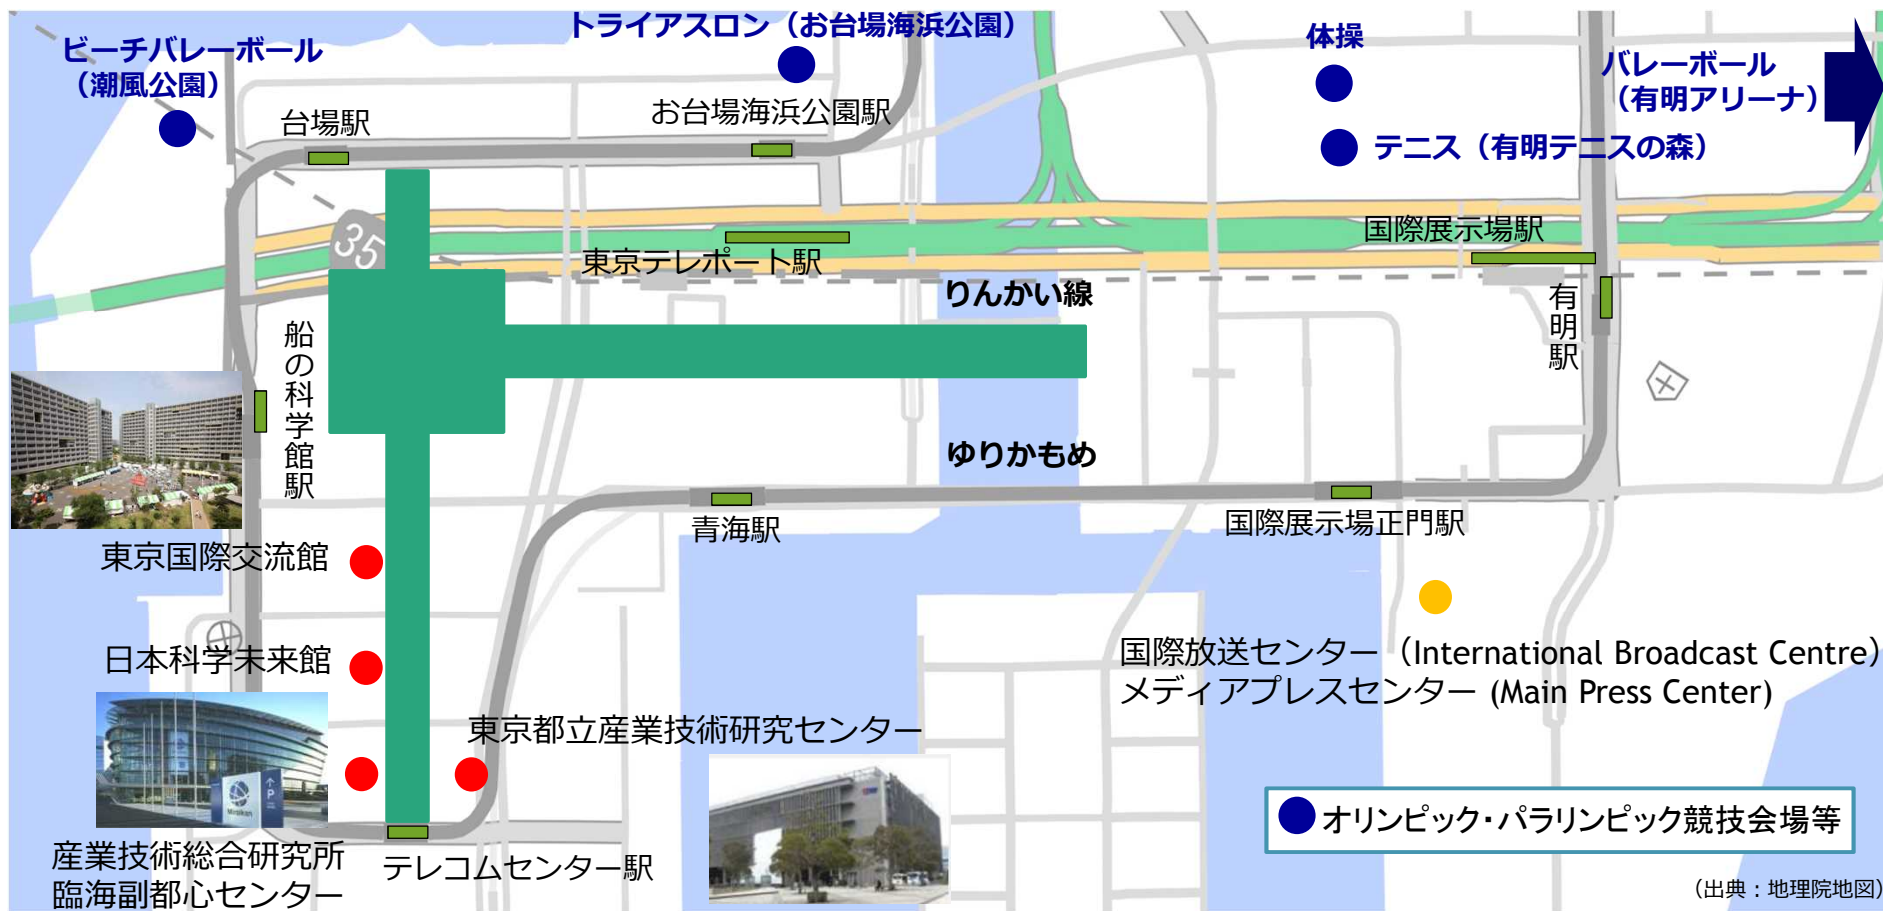 トライアスロン（お台場海浜公園）
ビーチバレーボール
（潮風公園）
体操
バレーボール
（有明アリーナ）
台場駅
お台場海浜公園駅
テニス（有明テニスの森）
35
国際展示場駅
東京テレポート駅
りんかい線
有明駅
船の科学館駅
ゆりかもめ
青海駅
国際展示場正門駅
東京国際交流館
日本科学未来館
国際放送センター（International Broadcast Centre）
メディアプレスセンター (Main Press Center)
東京都立産業技術研究センター
P
Miraikan
オリンピック・パラリンピック競技会場等
産業技術総合研究所
臨海副都心センター
テレコムセンター駅
（出典：地理院地図）